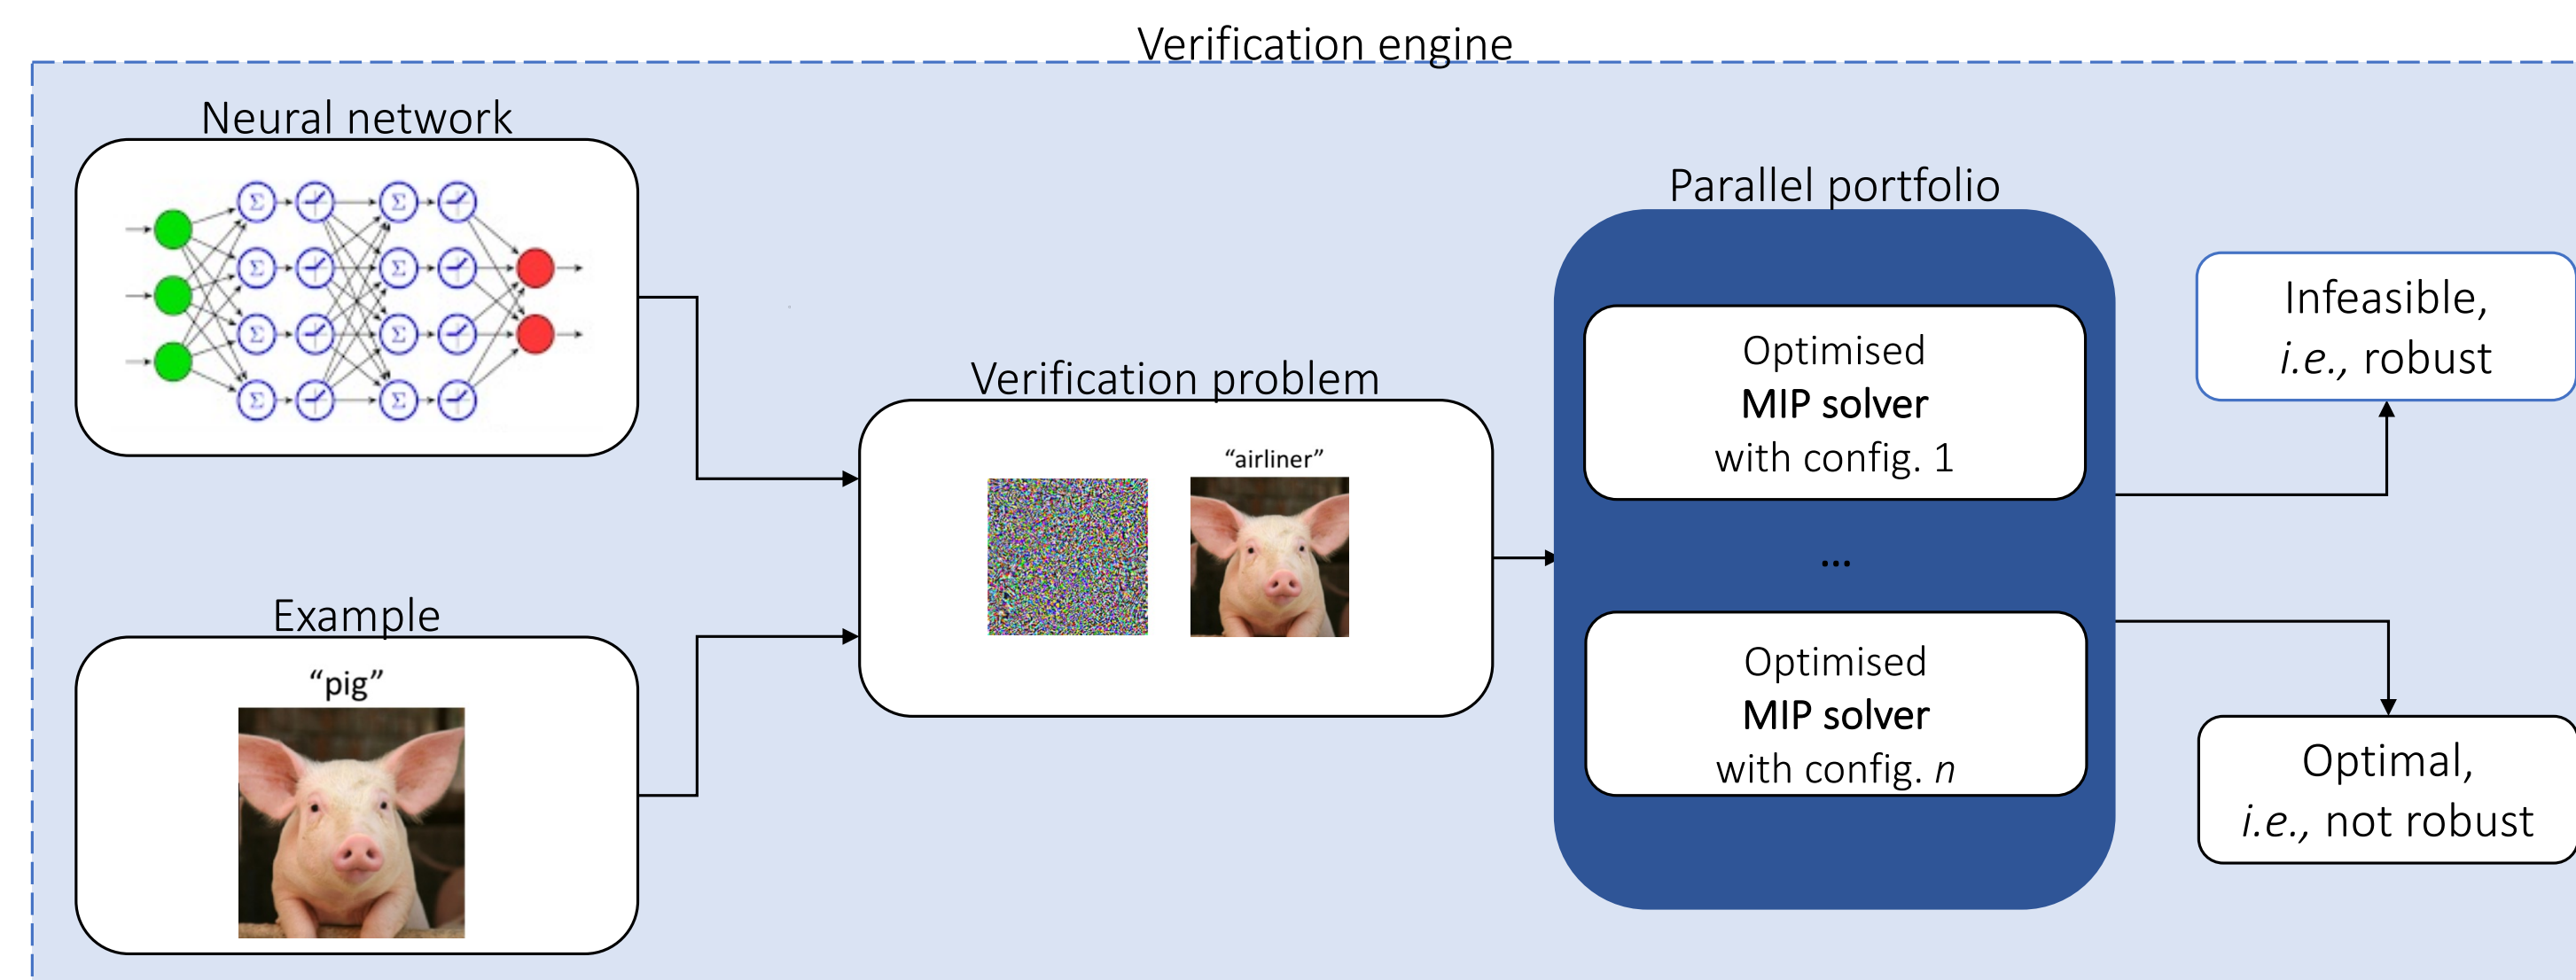 Verification engine
Neural network
Σ Σ
Σ Σ
Σ Σ
Σ Σ
Example
“pig”
Verification problem
“airliner”
Parallel portfolio
Optimised
MIP solver
with config. 1
...
Optimised
MIP solver
with config. n
Infeasible,
i.e., robust
Optimal,
i.e., not robust